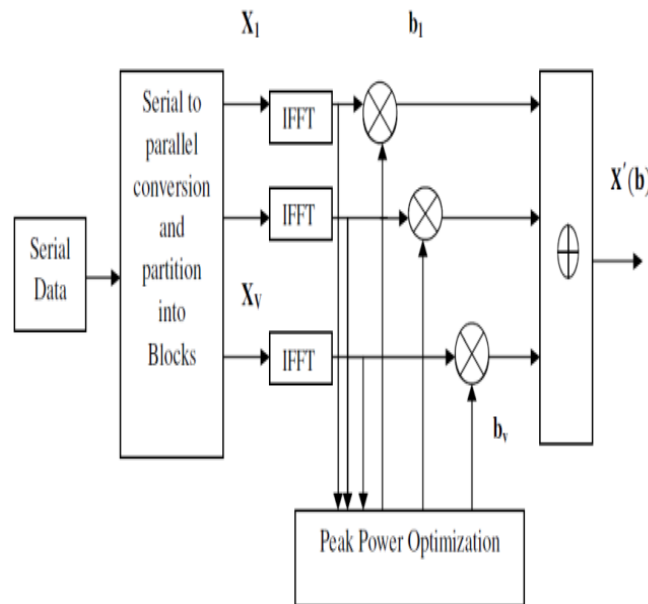 X1
b1
Serial to
parallel
conversion
and
partition
into
Blocks
IFFT
IFFT
X'(b)
Serial
Data
XV
IFFT
bv
Peak Power Optimization